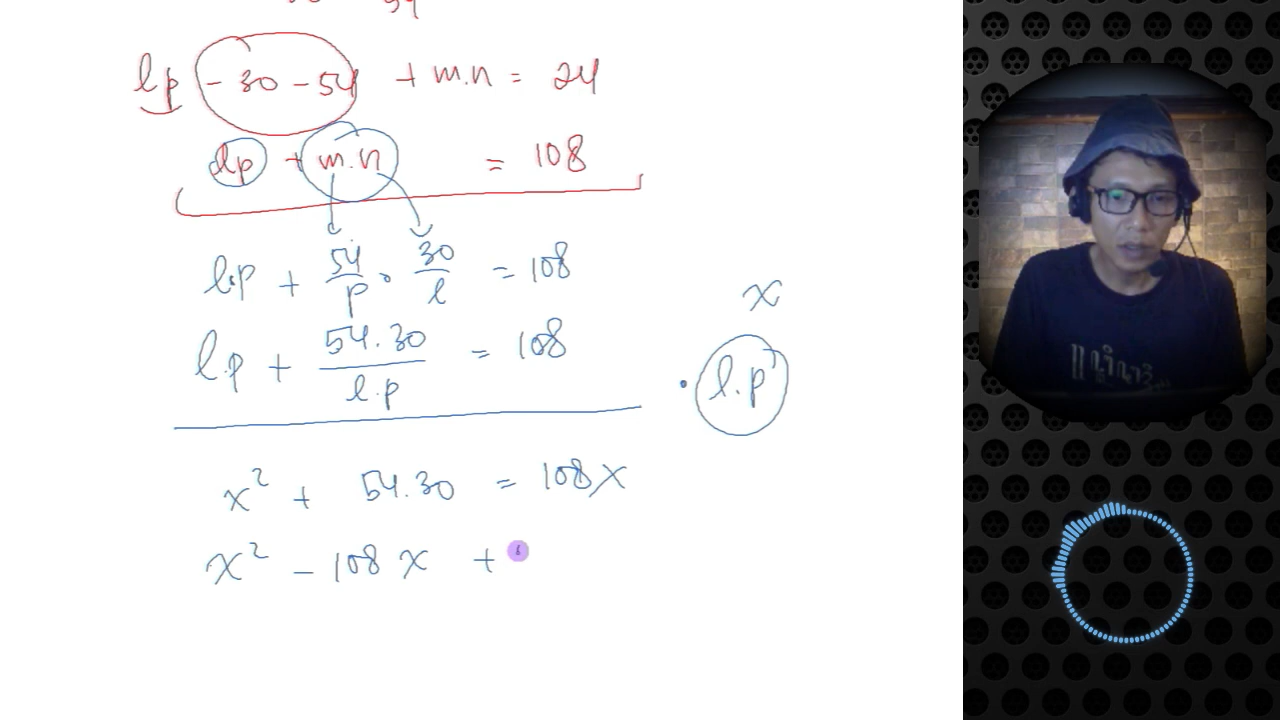 lp - 30 - 54 + m.n = 24
lp + m.n = 108
l.p + 54/p . 30/l = 108
l.p + 54.30/l.p = 108
x
. l.p
x² + 54.30 = 108x
x² - 108x +